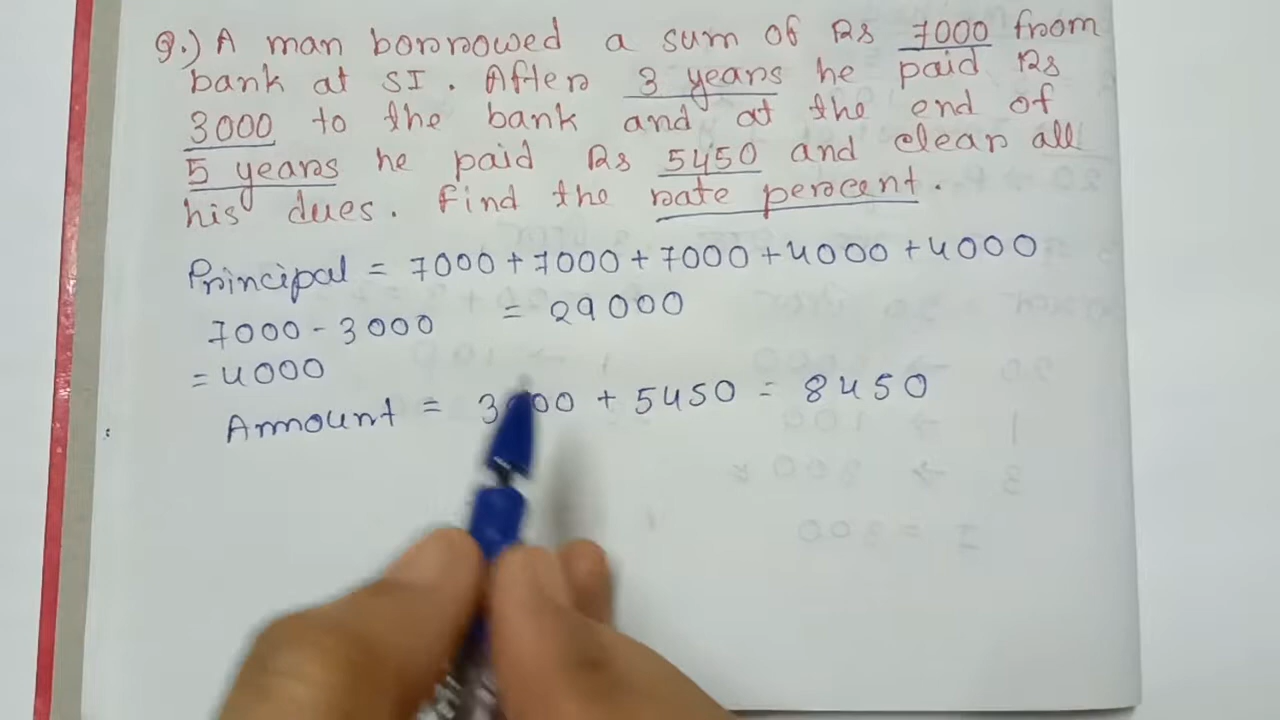 Q.) A man borrowed a sum of Rs 7000 from
bank at SI. After 3 years he paid Rs
3000 to the bank and at the end of
5 years he paid Rs 5450 and clear all
his dues. Find the rate percent.
Principal = 7000 + 7000 + 7000 + 4000 + 4000
7000 - 3000 = 29000
= 4000
Amount = 3000 + 5450 = 8450